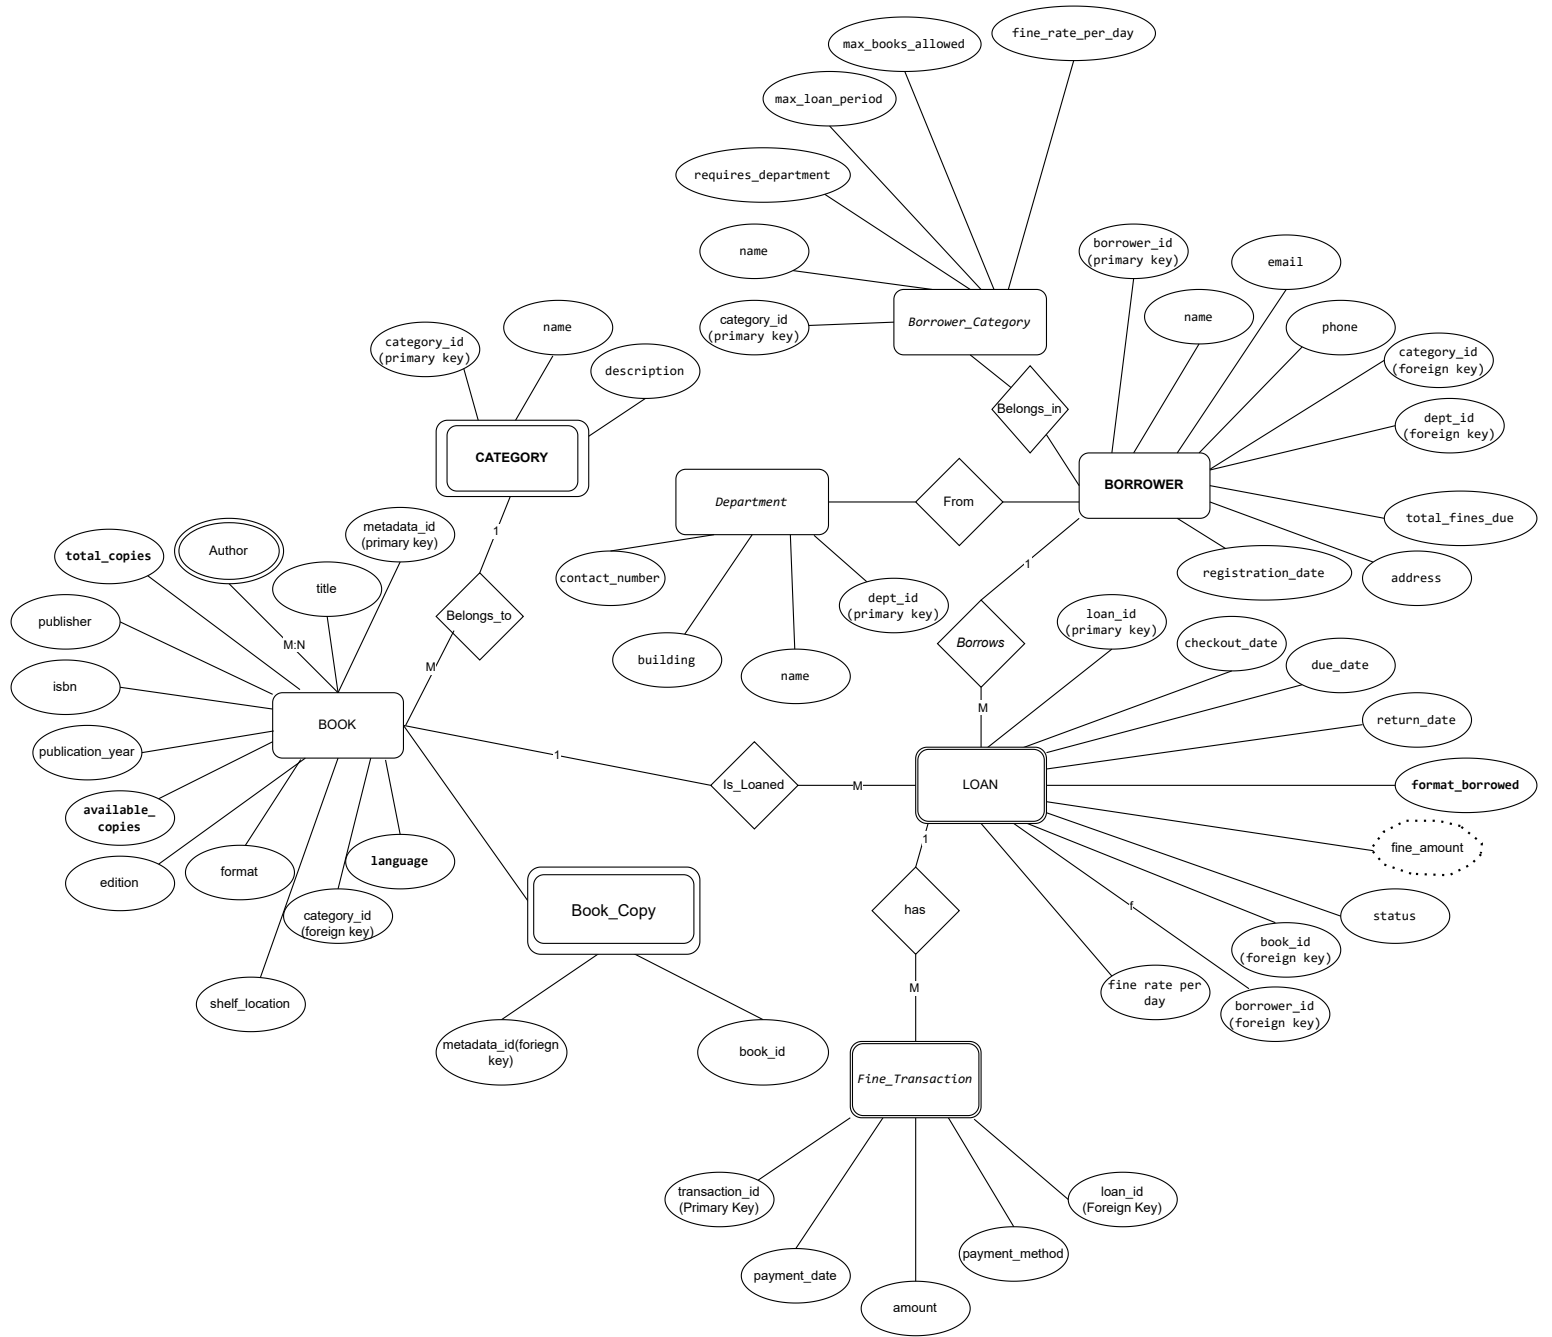 fine_rate_per_day
max_books_allowed
max_loan_period
requires_department
name
category_id
(primary key)
Borrower_Category
borrower_id
(primary key)
email
name
phone
category_id
(foreign key)
dept_id
(foreign key)
Belongs_in
BORROWER
total_fines_due
address
registration_date
category_id
(primary key)
name
description
CATEGORY
1
Belongs_to
M
Department
From
contact_number
building
name
dept_id
(primary key)
1
Borrows
M
total_copies
Author
metadata_id
(primary key)
title
publisher
M:N
isbn
BOOK
publication_year
available_
copies
edition
format
language
category_id
(foreign key)
shelf_location
1
Is_Loaned
M
loan_id
(primary key)
checkout_date
due_date
return_date
LOAN
format_borrowed
fine_amount
status
book_id
(foreign key)
f
borrower_id
(foreign key)
fine rate per
day
Book_Copy
metadata_id(foriegn
key)
book_id
1
has
M
Fine_Transaction
transaction_id
(Primary Key)
payment_date
amount
payment_method
loan_id
(Foreign Key)